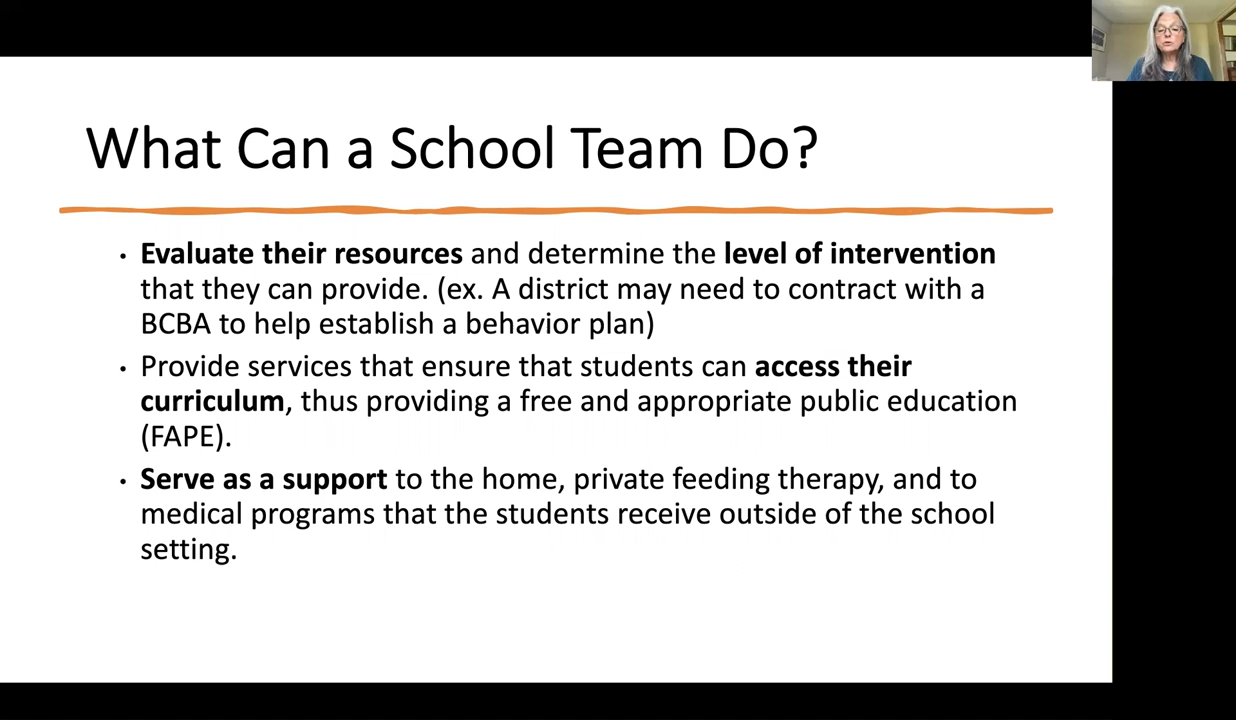 What Can a School Team Do?
• Evaluate their resources and determine the level of intervention
that they can provide. (ex. A district may need to contract with a
BCBA to help establish a behavior plan)
• Provide services that ensure that students can access their
curriculum, thus providing a free and appropriate public education
(FAPE).
• Serve as a support to the home, private feeding therapy, and to
medical programs that the students receive outside of the school
setting.